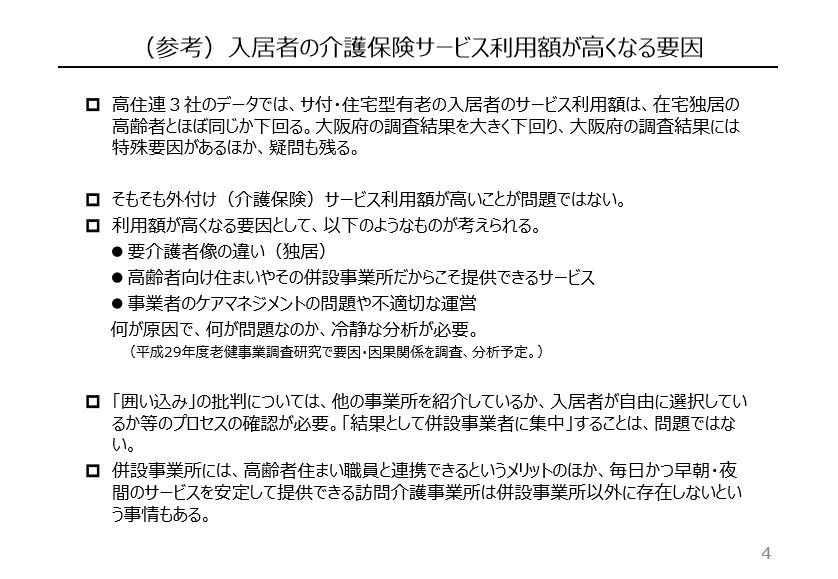 （参考）入居者の介護保険サービス利用額が高くなる要因
高住連３社のデータでは、サ付・住宅型有老の入居者のサービス利用額は、在宅独居の
高齢者とほぼ同じか下回る。大阪府の調査結果を大きく下回り、大阪府の調査結果には
特殊要因があるほか、疑問も残る。
そもそも外付け（介護保険）サービス利用額が高いことが問題ではない。
利用額が高くなる要因として、以下のようなものが考えられる。
●要介護者像の違い（独居）
●高齢者向け住まいやその併設事業所だからこそ提供できるサービス
●事業者のケアマネジメントの問題や不適切な運営
何が原因で、何が問題なのか、冷静な分析が必要。
（平成29年度老健事業調査研究で要因・因果関係を調査、分析予定。）
「囲い込み」の批判については、他の事業所を紹介しているか、入居者が自由に選択してい
るか等のプロセスの確認が必要。「結果として併設事業者に集中」することは、問題ではな
い。
併設事業所には、高齢者住まい職員と連携できるというメリットのほか、毎日かつ早朝・夜
間のサービスを安定して提供できる訪問介護事業所は併設事業所以外に存在しないとい
う事情もある。
4